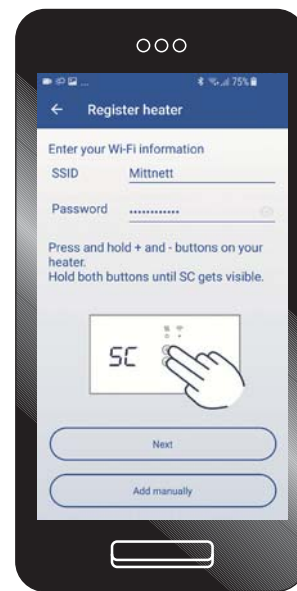 ... 75%
← Register heater
Enter your Wi-Fi information
SSID Mittnett
Password ............
Press and hold + and - buttons on your
heater.
Hold both buttons until SC gets visible.
SC
Next
Add manually